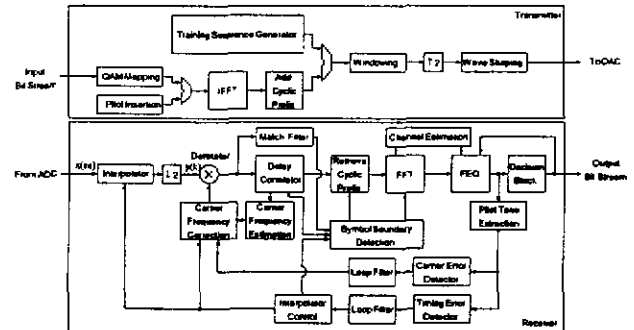 Transmitter
Training Sequence Generator
Input
Bit Stream
QAM Mapping
Pilot Insertion
IFFT
Add
Cyclic
Prefix
Windowing
↑2
Wave Shaping
To DAC
Match Filter
Channel Estimation
x(m)
y(k)
Derotator
From ADC
Interpolator
↓2
Delay
Correlator
Retrieve
Cyclic
Prefix
FFT
FEQ
Decision
Block
Output
Bit Stream
Carrier
Frequency
Correction
Carrier
Frequency
Estimation
Symbol Boundary
Detection
Pilot Tone
Extraction
Loop Filter
Carrier Error
Detector
Interpolator
Control
Loop Filter
Timing Error
Detector
Receiver